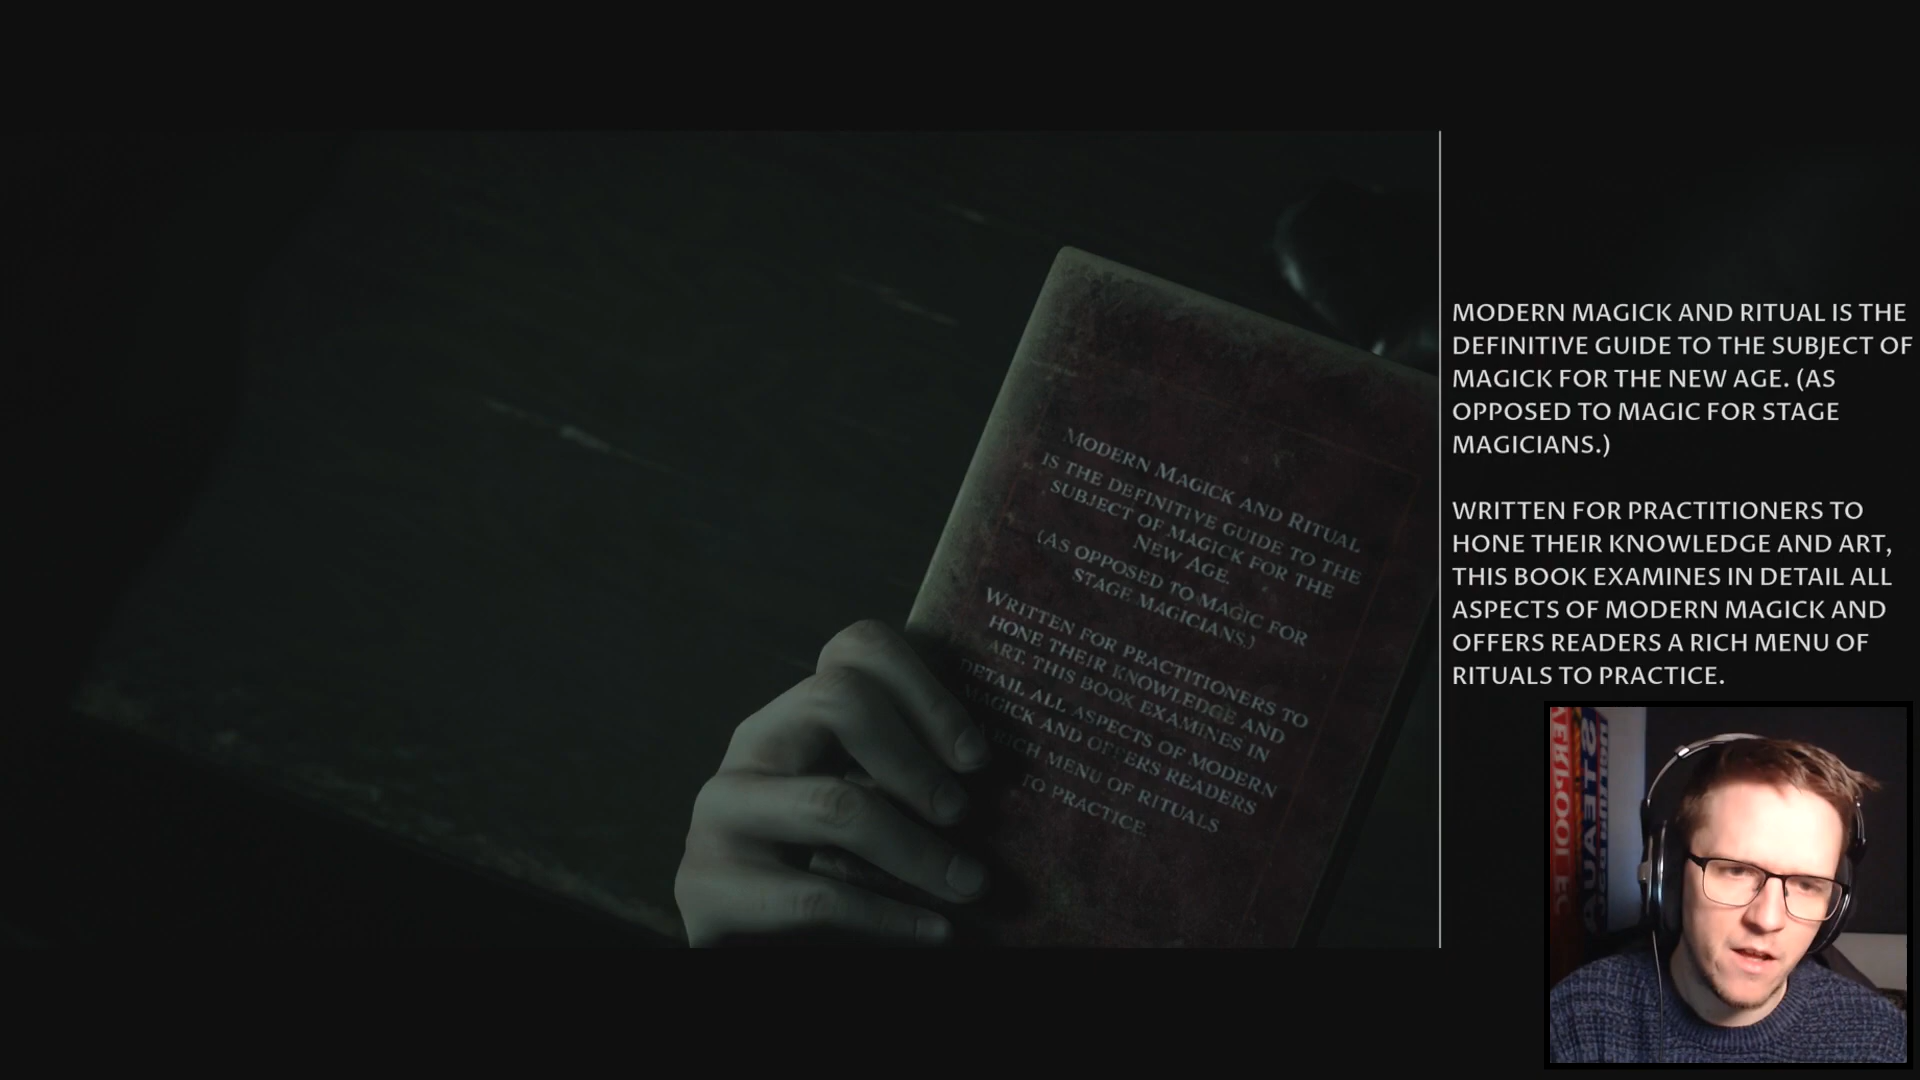 MODERN MAGICK AND RITUAL
IS THE DEFINITIVE GUIDE TO THE
SUBJECT OF MAGICK FOR THE
NEW AGE.
(AS OPPOSED TO MAGIC FOR
STAGE MAGICIANS.)
WRITTEN FOR PRACTITIONERS TO
HONE THEIR KNOWLEDGE AND
ART, THIS BOOK EXAMINES IN
DETAIL ALL ASPECTS OF MODERN
MAGICK AND OFFERS READERS
A RICH MENU OF RITUALS
TO PRACTICE.
MODERN MAGICK AND RITUAL IS THE
DEFINITIVE GUIDE TO THE SUBJECT OF
MAGICK FOR THE NEW AGE. (AS
OPPOSED TO MAGIC FOR STAGE
MAGICIANS.)
WRITTEN FOR PRACTITIONERS TO
HONE THEIR KNOWLEDGE AND ART,
THIS BOOK EXAMINES IN DETAIL ALL
ASPECTS OF MODERN MAGICK AND
OFFERS READERS A RICH MENU OF
RITUALS TO PRACTICE.